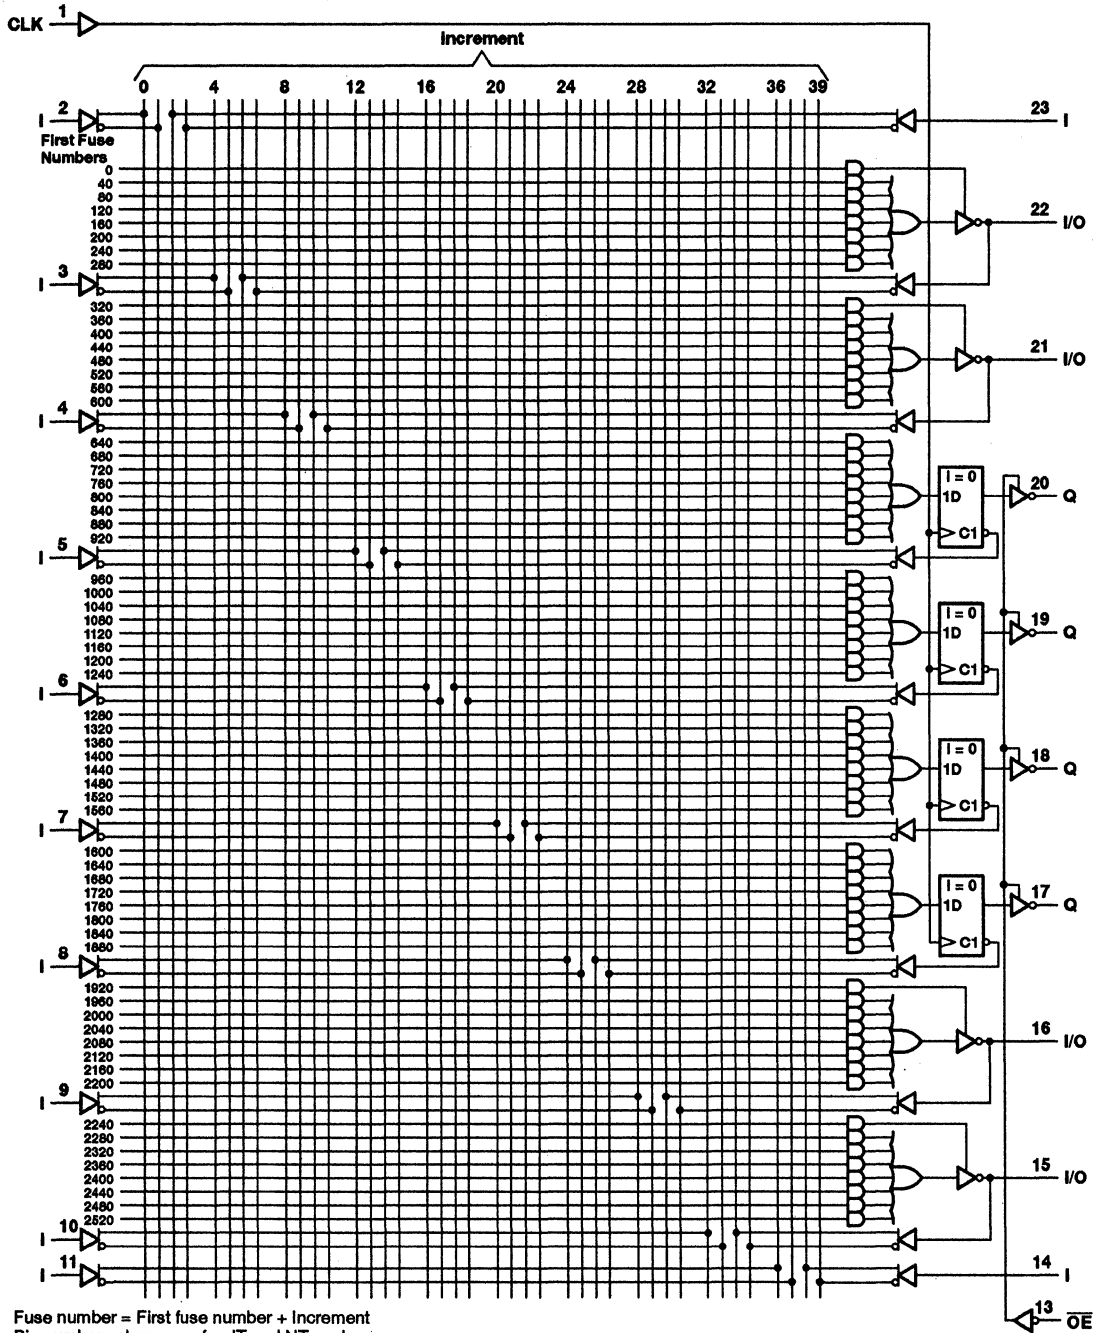 CLK 1
Increment
0 4 8 12 16 20 24 28 32 36 39
I 2 23 I
First Fuse
Numbers
0
40
80
120
160 22 I/O
200
240
280
I 3
320
360
400
440
480 21 I/O
520
560
600
I 4
640
680
720
760 I = 0
800 1D 20 Q
840
880
920 C1
I 5
960
1000
1040
1080 I = 0
1120 1D 19 Q
1160
1200
1240 C1
I 6
1280
1320
1360
1400 I = 0
1440 1D 18 Q
1480
1520
1560 C1
I 7
1600
1640
1680
1720 I = 0
1760 1D 17 Q
1800
1840
1880 C1
I 8
1920
1960
2000
2040
2080 16 I/O
2120
2160
2200
I 9
2240
2280
2320
2360
2400 15 I/O
2440
2480
2520
I 10
I 11 14 I
13 OE
Fuse number = First fuse number + Increment